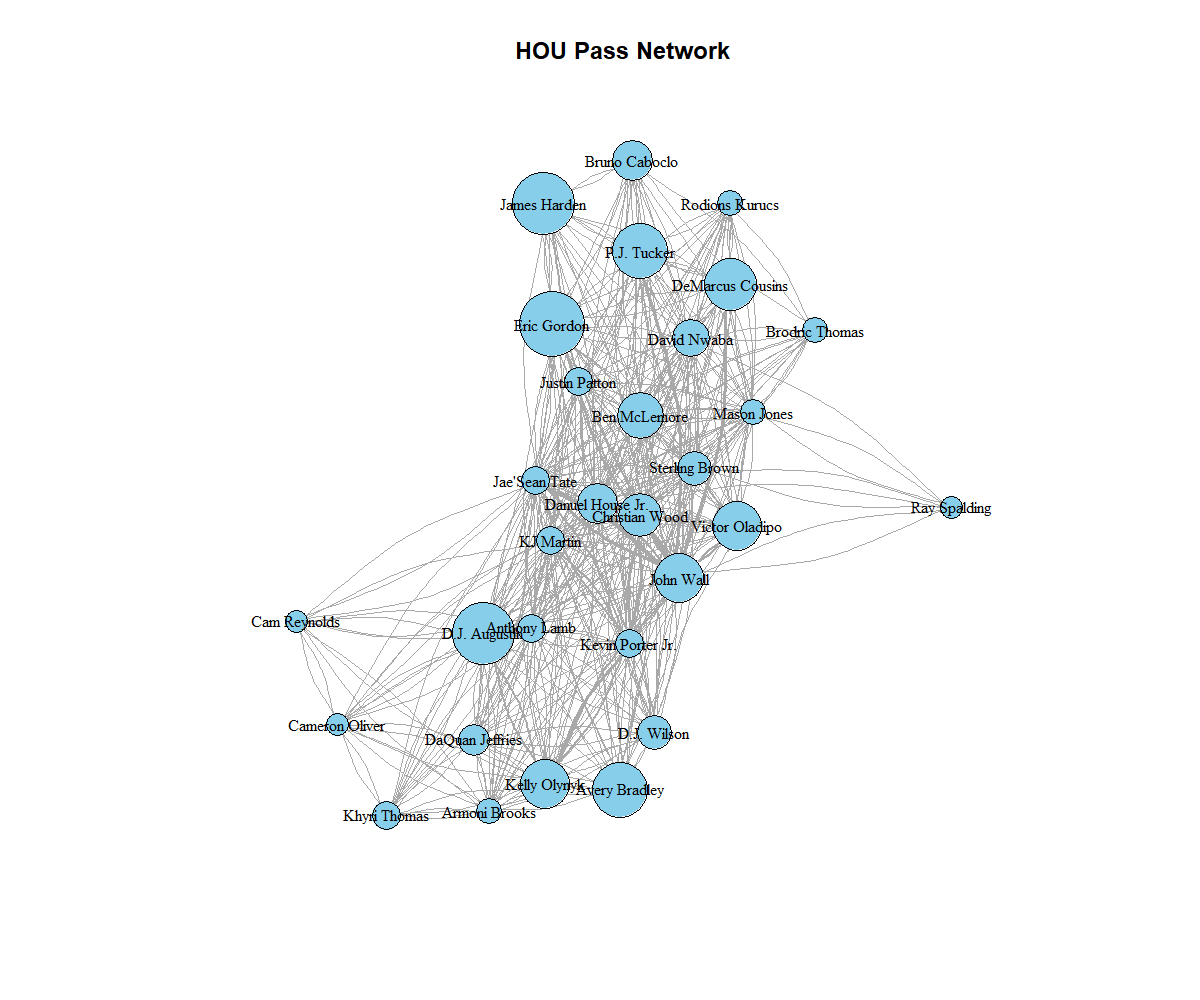 HOU Pass Network
Bruno Caboclo
James Harden
Rodions Kurucs
P.J. Tucker
DeMarcus Cousins
Eric Gordon
Brodric Thomas
David Nwaba
Justin Patton
Mason Jones
Ben McLemore
Sterling Brown
Jae'Sean Tate
Danuel House Jr.
Ray Spalding
Christian Wood
Victor Oladipo
KJ Martin
John Wall
Cam Reynolds
Anthony Lamb
D.J. Augustin
Kevin Porter Jr.
Cameron Oliver
D.J. Wilson
DaQuan Jeffries
Kelly Olynyk
Avery Bradley
Khyri Thomas
Armoni Brooks